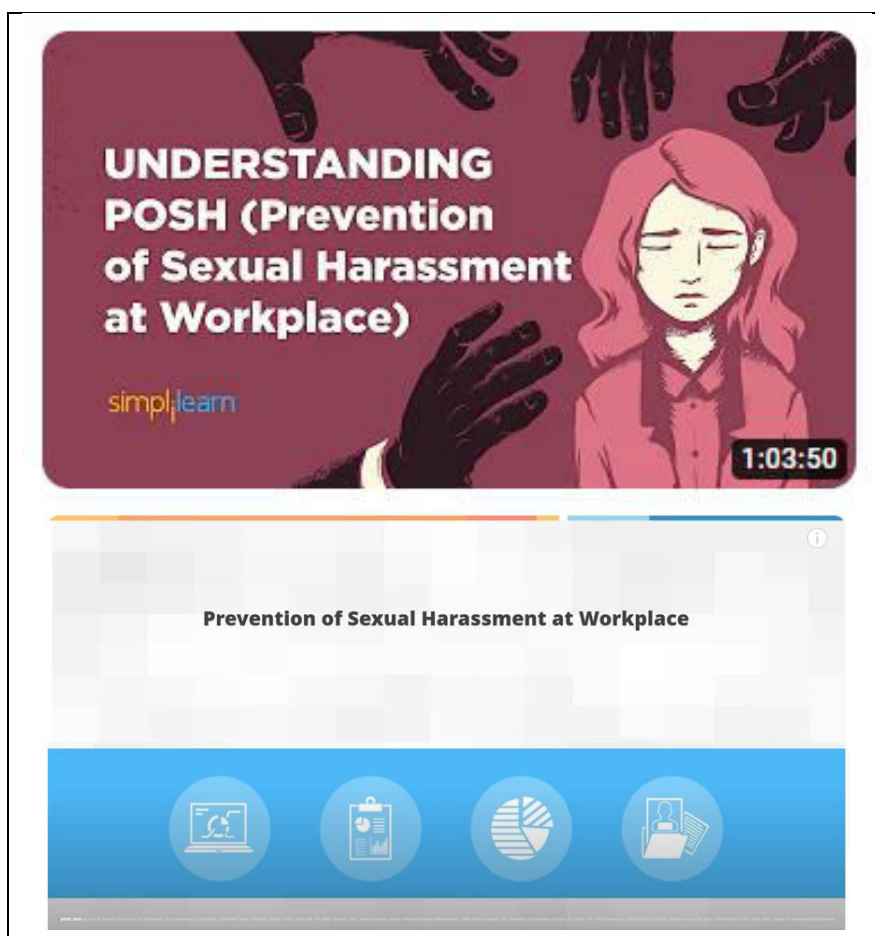 UNDERSTANDING
POSH (Prevention
of Sexual Harassment
at Workplace)
simplilearn
1:03:50
Prevention of Sexual Harassment at Workplace